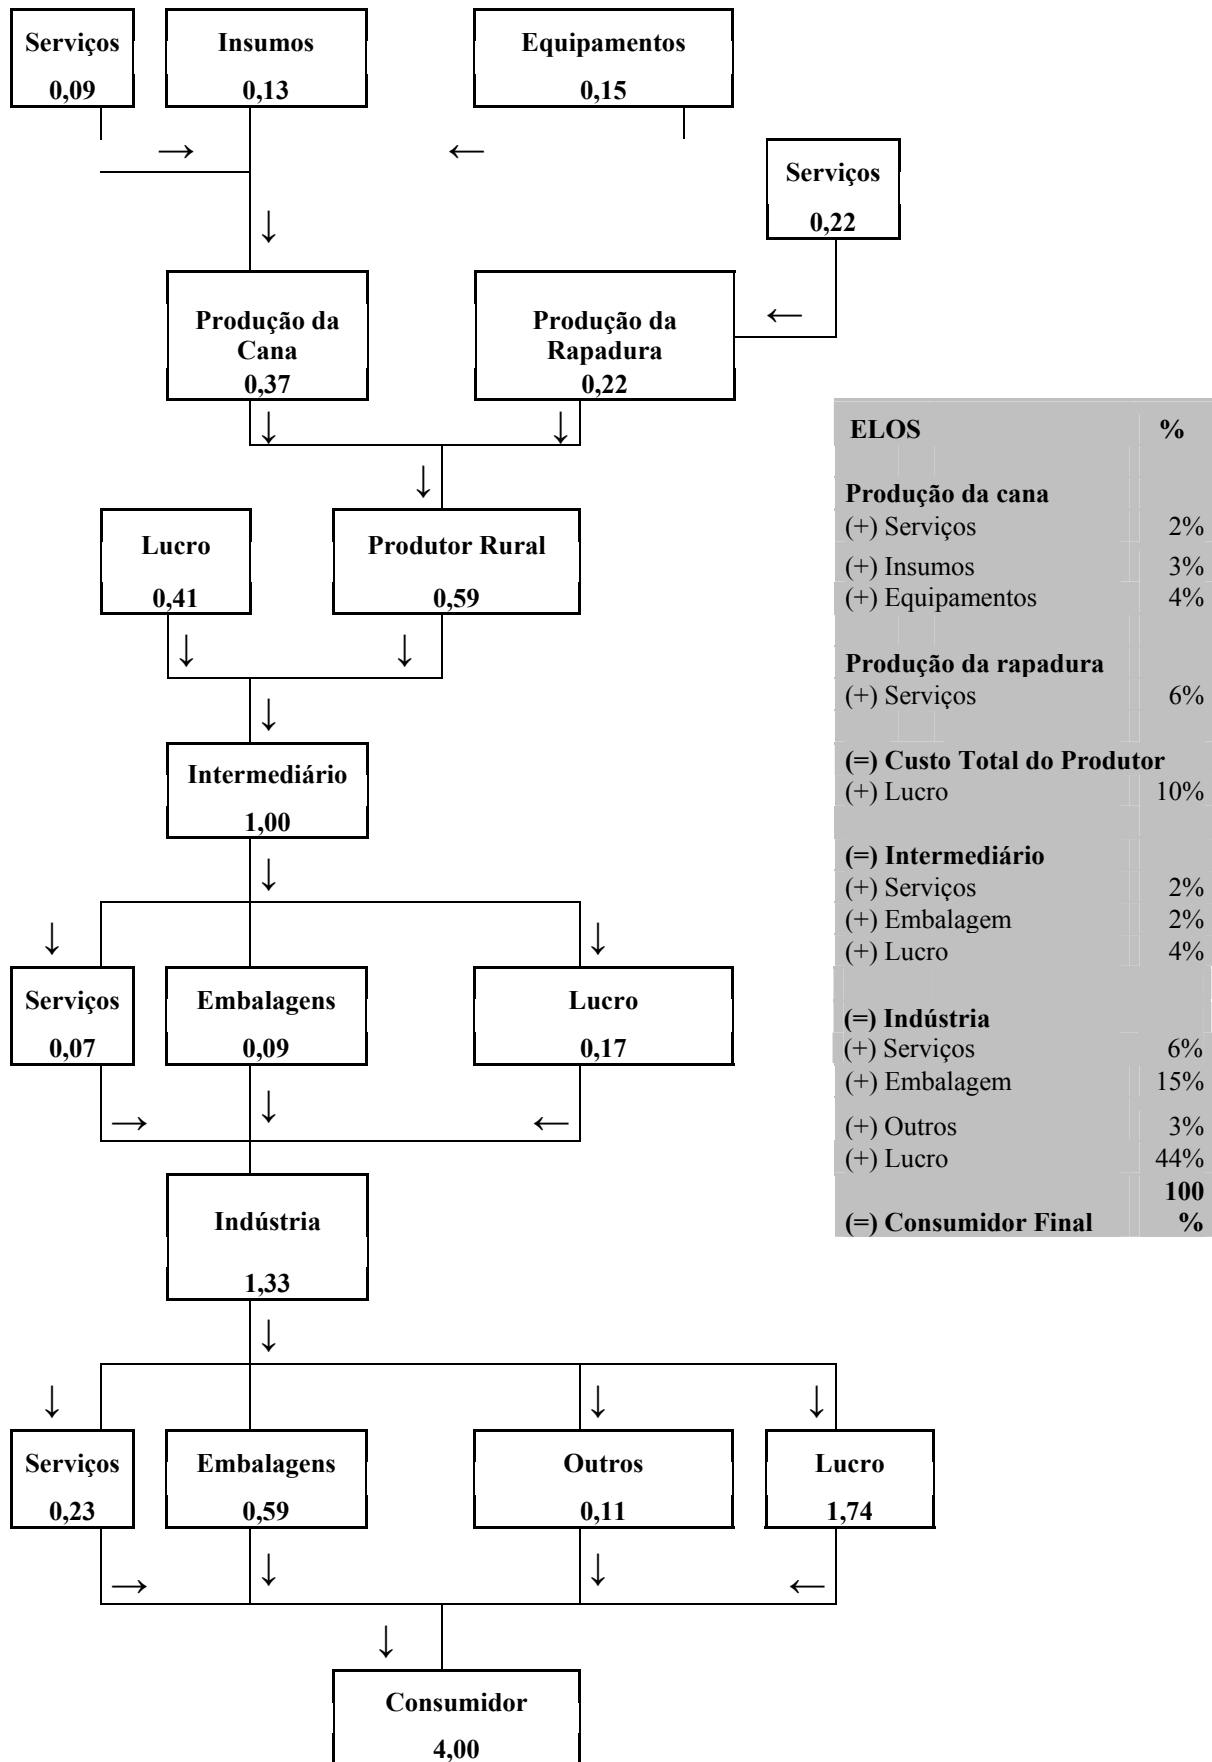 Serviços
0,09
Insumos
0,13
Equipamentos
0,15
→
←
Serviços
0,22
↓
Produção da
Cana
0,37
Produção da
Rapadura
0,22
←
↓
↓
↓
Lucro
0,41
Produtor Rural
0,59
↓
↓
↓
Intermediário
1,00
↓
↓
↓
Serviços
0,07
Embalagens
0,09
Lucro
0,17
→
↓
←
Indústria
1,33
↓
↓
↓
↓
Serviços
0,23
Embalagens
0,59
Outros
0,11
Lucro
1,74
→
↓
↓
←
↓
Consumidor
4,00
ELOS %
Produção da cana
(+) Serviços 2%
(+) Insumos 3%
(+) Equipamentos 4%
Produção da rapadura
(+) Serviços 6%
(=) Custo Total do Produtor
(+) Lucro 10%
(=) Intermediário
(+) Serviços 2%
(+) Embalagem 2%
(+) Lucro 4%
(=) Indústria
(+) Serviços 6%
(+) Embalagem 15%
(+) Outros 3%
(+) Lucro 44%
100
(=) Consumidor Final %